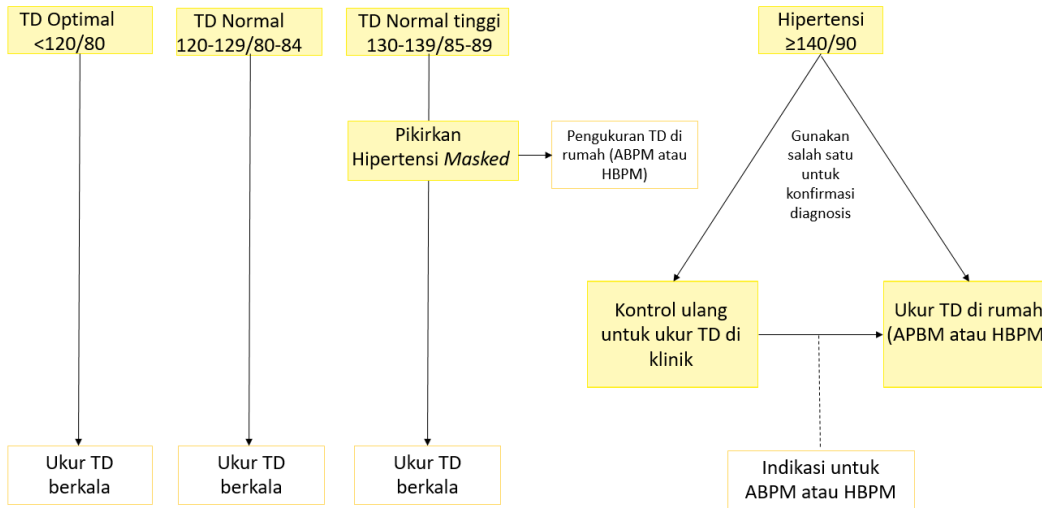 TD Optimal
<120/80
TD Normal
120-129/80-84
TD Normal tinggi
130-139/85-89
Hipertensi
≥140/90
Pikirkan
Hipertensi Masked
Pengukuran TD di
rumah (ABPM atau
HBPM)
Gunakan
salah satu
untuk
konfirmasi
diagnosis
Kontrol ulang
untuk ukur TD di
klinik
Ukur TD di rumah
(APBM atau HBPM
Ukur TD
berkala
Ukur TD
berkala
Ukur TD
berkala
Indikasi untuk
ABPM atau HBPM